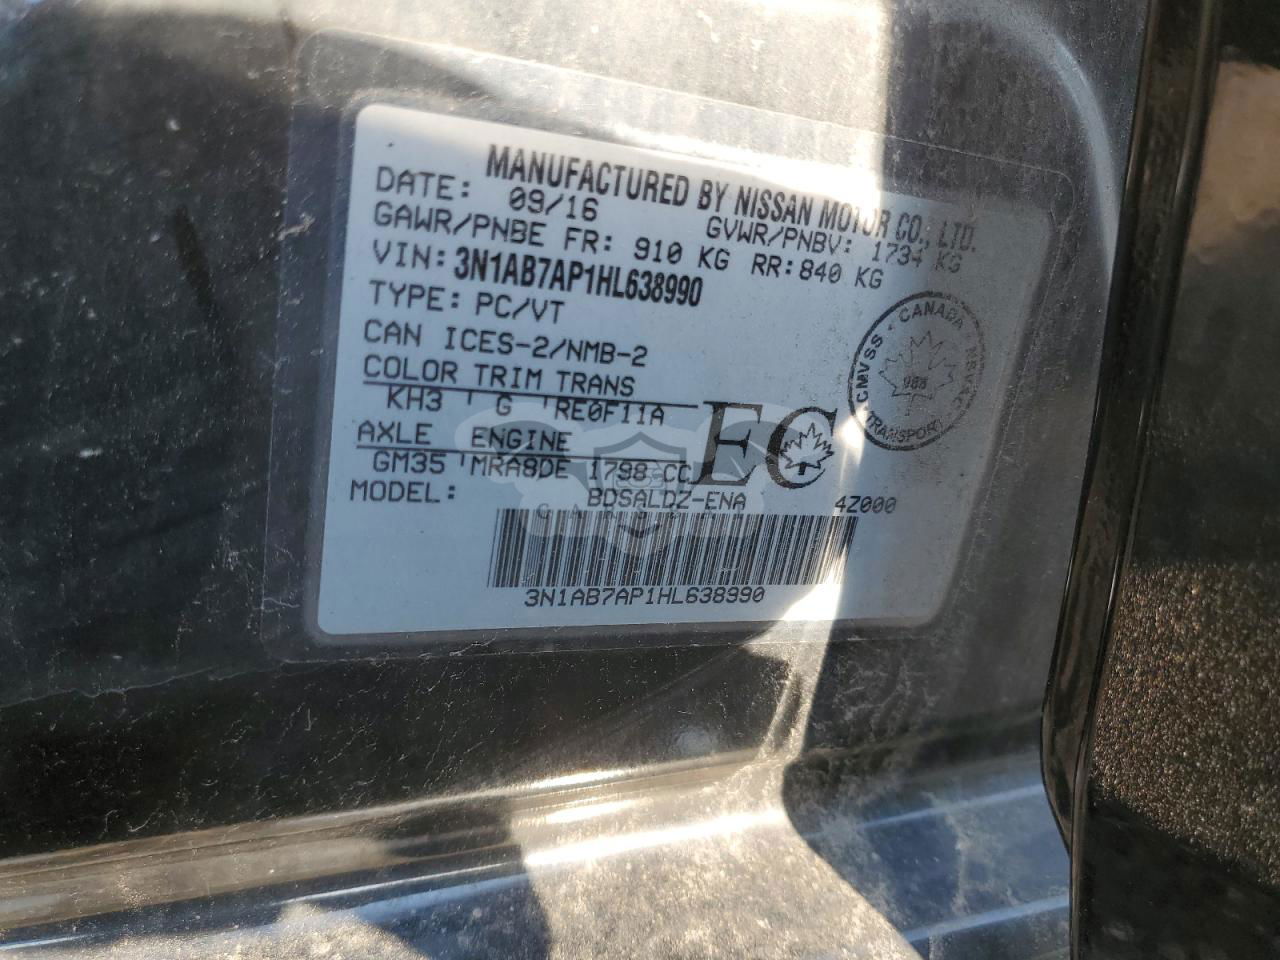 MANUFACTURED BY NISSAN MOTOR CO., LTD.
DATE: 09/16 GVWR/PNBV: 1734 KG
GAWR/PNBE FR: 910 KG RR: 840 KG
VIN: 3N1AB7AP1HL638990
TYPE: PC/VT
CAN ICES-2/NMB-2
COLOR TRIM TRANS
KH3 G RE0F11A
AXLE ENGINE
GM35 MRA8DE 1798 CC
EC
CMVSS - CANADA - NSVAC
TRANSPORT
MODEL: BDSALDZ-ENA 4Z000
3N1AB7AP1HL638990